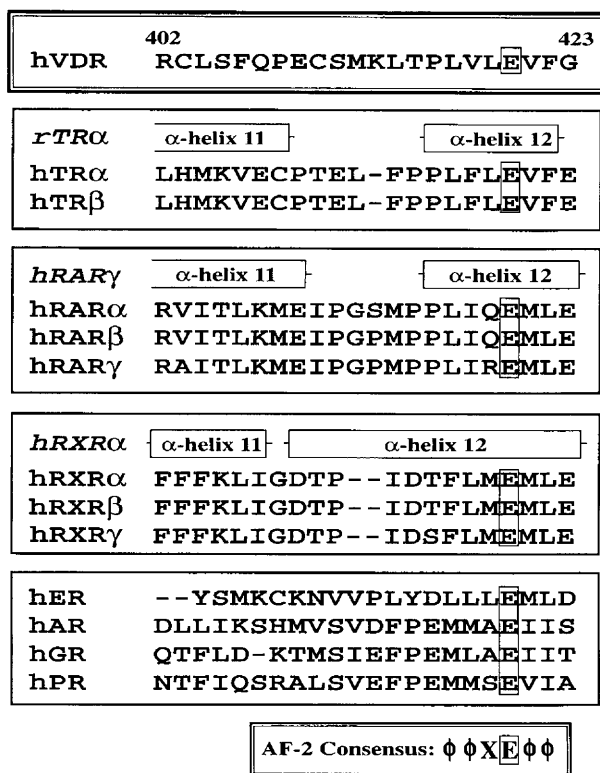 402 423
hVDR RCLSFQPECSMKLTPLVLEVFG
rTRα α-helix 11 α-helix 12
hTRα LHMKVECPTEL-FPPLFLEVFE
hTRβ LHMKVECPTEL-FPPLFLEVFE
hRARγ α-helix 11 α-helix 12
hRARα RVITLKMEIPGSMPPLIQEMLE
hRARβ RVITLKMEIPGPMPPLIQEMLE
hRARγ RAITLKMEIPGPMPPLIREMLE
hRXRα α-helix 11 α-helix 12
hRXRα FFFKLIGDTP--IDTFLMEMLE
hRXRβ FFFKLIGDTP--IDTFLMEMLE
hRXRγ FFFKLIGDTP--IDSFLMEMLE
hER --YSMKCKNVVPLYDLLLEMLD
hAR DLLIKSHMVSVDFPEMMAEIIS
hGR QTFLD-KTMSIEFPEMLAEIIT
hPR NTFIQSRALSVEFPEMMSEVIA
AF-2 Consensus: ϕ ϕ X E ϕ ϕ